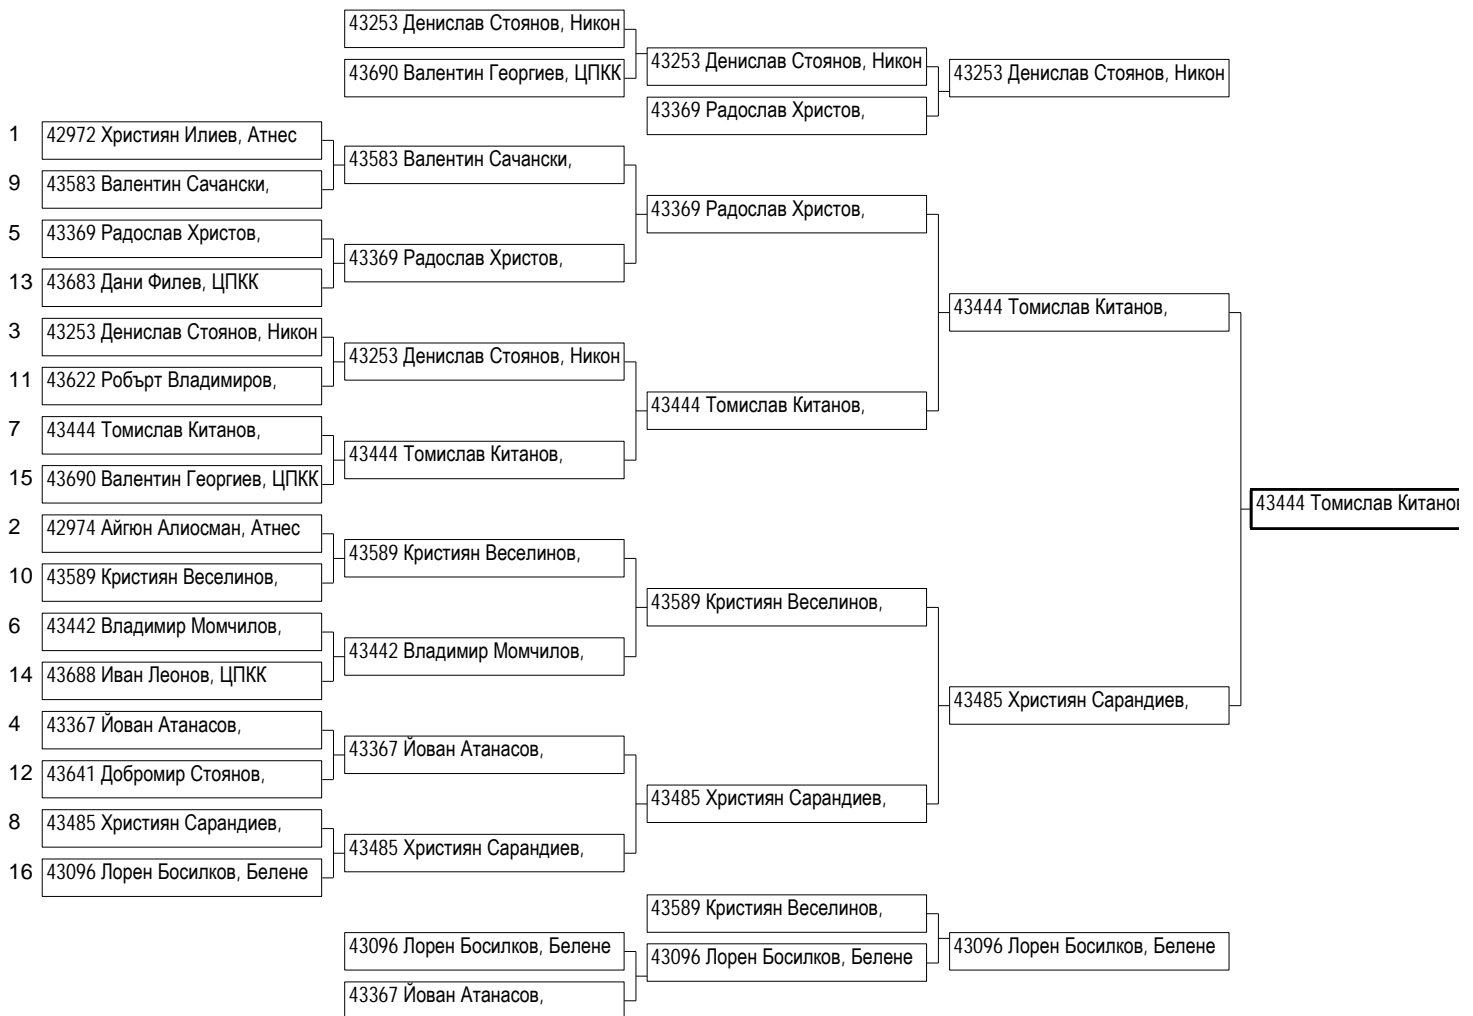 43253 Денислав Стоянов, Никон
43690 Валентин Георгиев, ЦПКК
43253 Денислав Стоянов, Никон
43369 Радослав Христов,
43253 Денислав Стоянов, Никон
1 42972 Християн Илиев, Атнес
9 43583 Валентин Сачански,
5 43369 Радослав Христов,
13 43683 Дани Филев, ЦПКК
3 43253 Денислав Стоянов, Никон
11 43622 Робърт Владимиров,
7 43444 Томислав Китанов,
15 43690 Валентин Георгиев, ЦПКК
2 42974 Айгюн Алиосман, Атнес
10 43589 Кристиян Веселинов,
6 43442 Владимир Момчилов,
14 43688 Иван Леонов, ЦПКК
4 43367 Йован Атанасов,
12 43641 Добромир Стоянов,
8 43485 Християн Сарандиев,
16 43096 Лорен Босилков, Белене
43583 Валентин Сачански,
43369 Радослав Христов,
43253 Денислав Стоянов, Никон
43444 Томислав Китанов,
43589 Кристиян Веселинов,
43442 Владимир Момчилов,
43367 Йован Атанасов,
43485 Християн Сарандиев,
43369 Радослав Христов,
43444 Томислав Китанов,
43589 Кристиян Веселинов,
43485 Християн Сарандиев,
43444 Томислав Китанов,
43485 Християн Сарандиев,
43444 Томислав Китанов
43096 Лорен Босилков, Белене
43367 Йован Атанасов,
43589 Кристиян Веселинов,
43096 Лорен Босилков, Белене
43096 Лорен Босилков, Белене